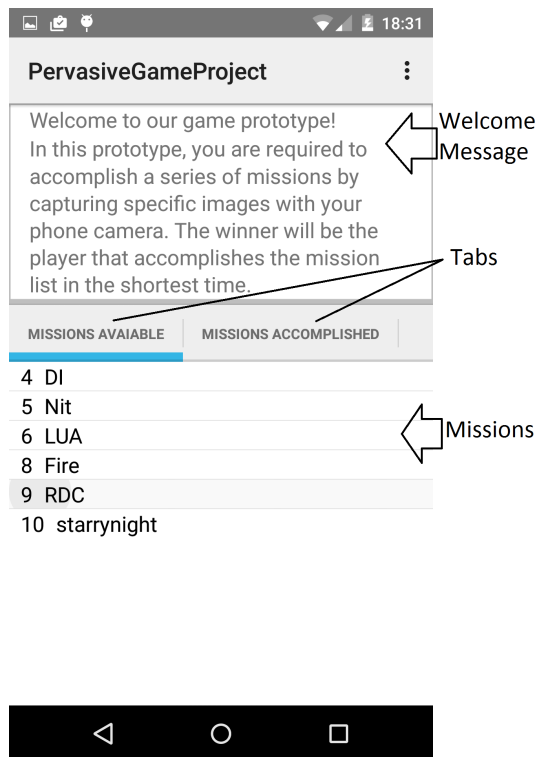 18:31
PervasiveGameProject
Welcome to our game prototype!
In this prototype, you are required to
accomplish a series of missions by
capturing specific images with your
phone camera. The winner will be the
player that accomplishes the mission
list in the shortest time.
Welcome
Message
Tabs
MISSIONS AVAIABLE MISSIONS ACCOMPLISHED
4 DI
5 Nit
6 LUA
8 Fire
9 RDC
10 starrynight
Missions